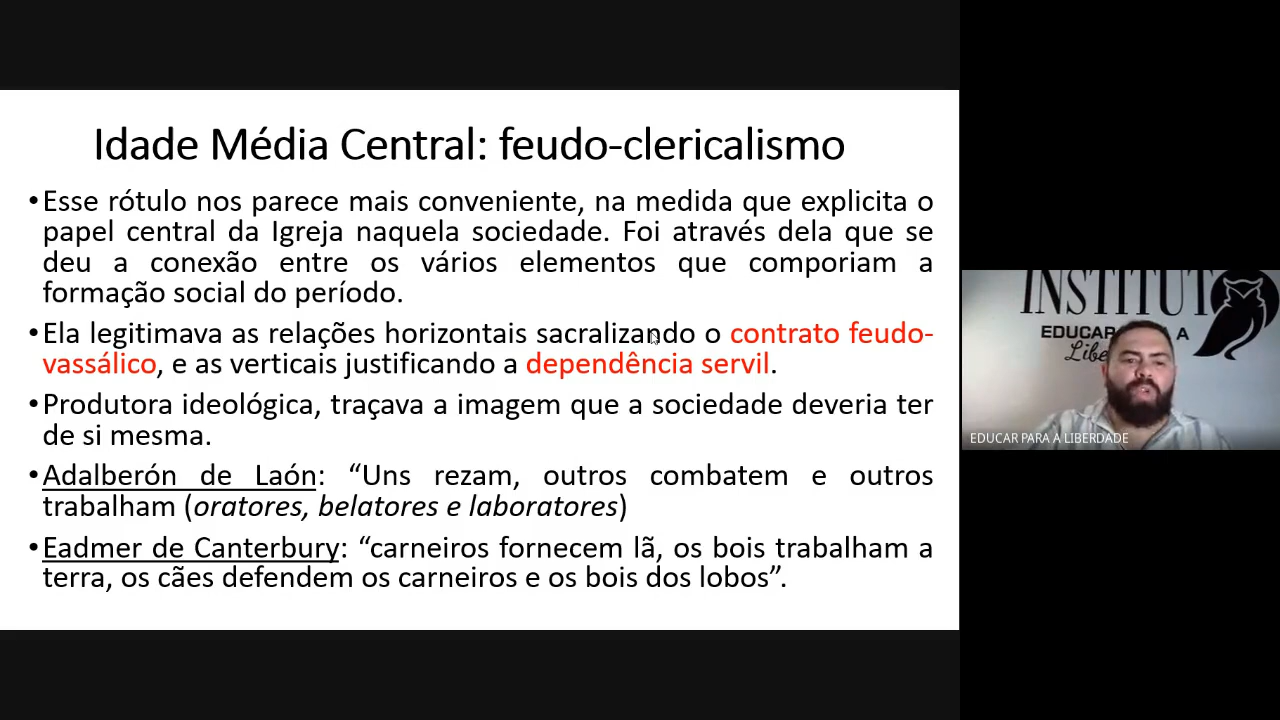 Idade Média Central: feudo-clericalismo
•Esse rótulo nos parece mais conveniente, na medida que explicita o
papel central da Igreja naquela sociedade. Foi através dela que se
deu a conexão entre os vários elementos que comporiam a
formação social do período.
•Ela legitimava as relações horizontais sacralizando o contrato feudo-
vassálico, e as verticais justificando a dependência servil.
•Produtora ideológica, traçava a imagem que a sociedade deveria ter
de si mesma.
•Adalberón de Laón: “Uns rezam, outros combatem e outros
trabalham (oratores, belatores e laboratores)
•Eadmer de Canterbury: “carneiros fornecem lã, os bois trabalham a
terra, os cães defendem os carneiros e os bois dos lobos”.
INSTITUT
EDUCAR A A
EDUCAR PARA A LIBERDADE